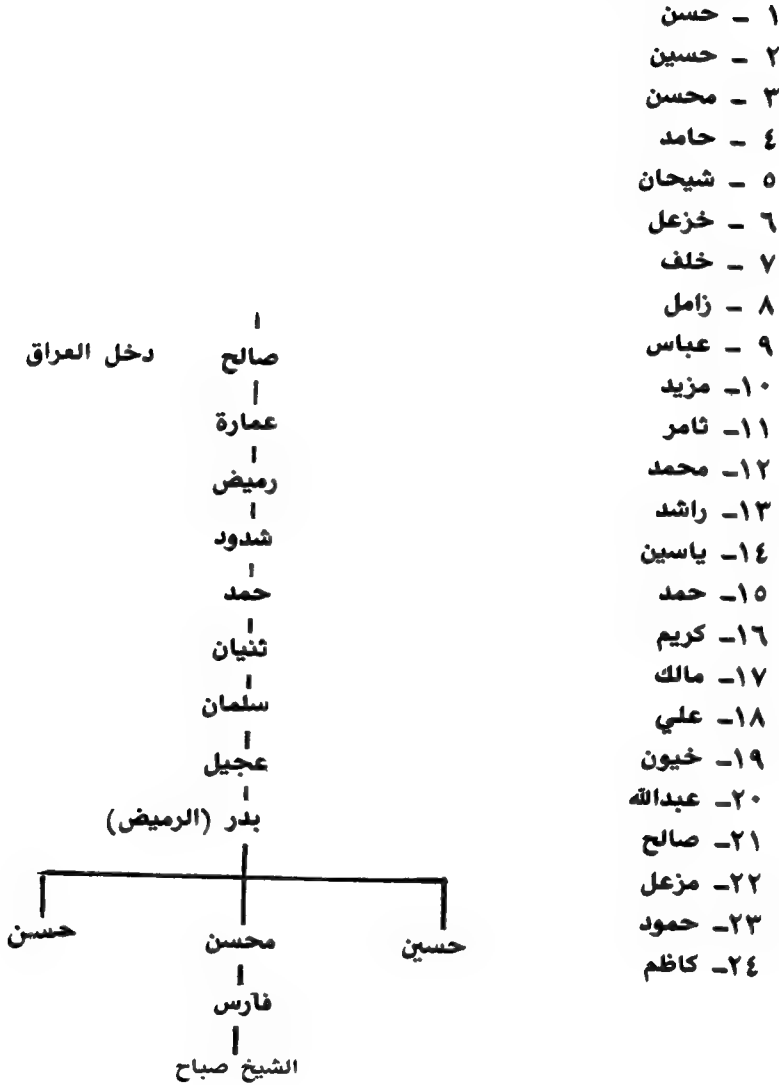 ١ - حسن
٢ - حسين
٣ - محسن
٤ - حامد
٥ - شيحان
٦ - خزعل
٧ - خلف
٨ - زامل
٩ - عباس
١٠- مزيد
١١- ثامر
١٢- محمد
١٣- راشد
١٤- ياسين
١٥- حمد
١٦- كريم
١٧- مالك
١٨- علي
١٩- خيون
٢٠- عبدالله
٢١- صالح
٢٢- مزعل
٢٣- حمود
٢٤- كاظم
صالح دخل العراق
عمارة
رميض
شدود
حمد
ثنيان
سلمان
عجيل
بدر (الرميض)
حسين محسن حسن
فارس
الشيخ صباح